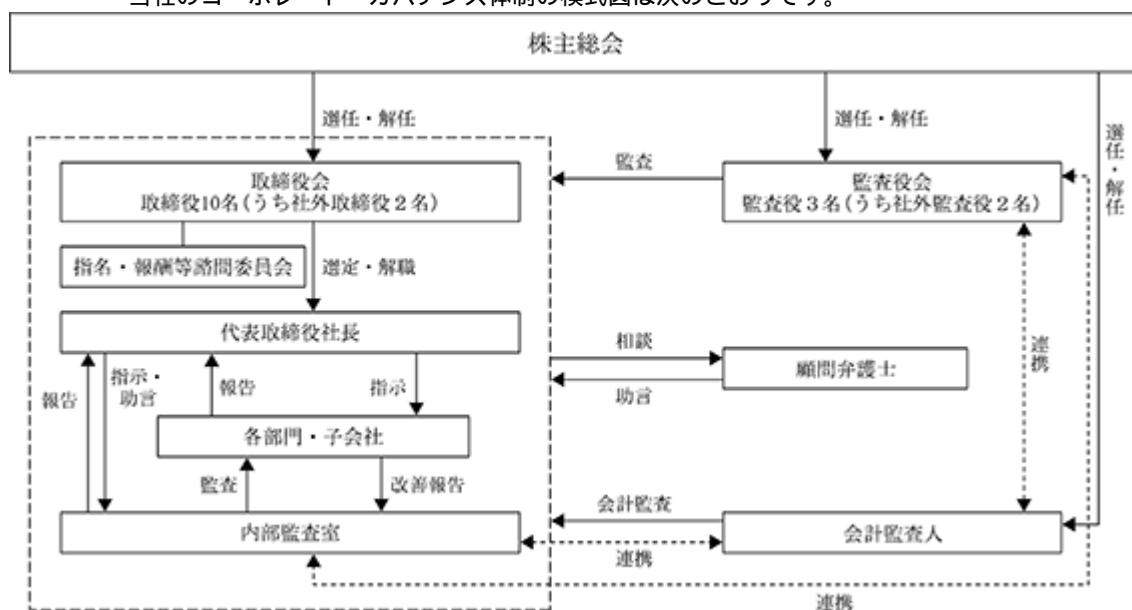 当社のコーポレート・ガバナンス体制の模式図は次のとおりです。
株主総会
選任・解任
選任・解任
選任・解任
取締役会
取締役10名(うち社外取締役２名)
監査
監査役会
監査役３名(うち社外監査役２名)
指名・報酬等諮問委員会
選定・解職
代表取締役社長
相談
顧問弁護士
助言
連携
報告
指示・
助言
報告
指示
各部門・子会社
監査
改善報告
内部監査室
会計監査
会計監査人
連携
連携